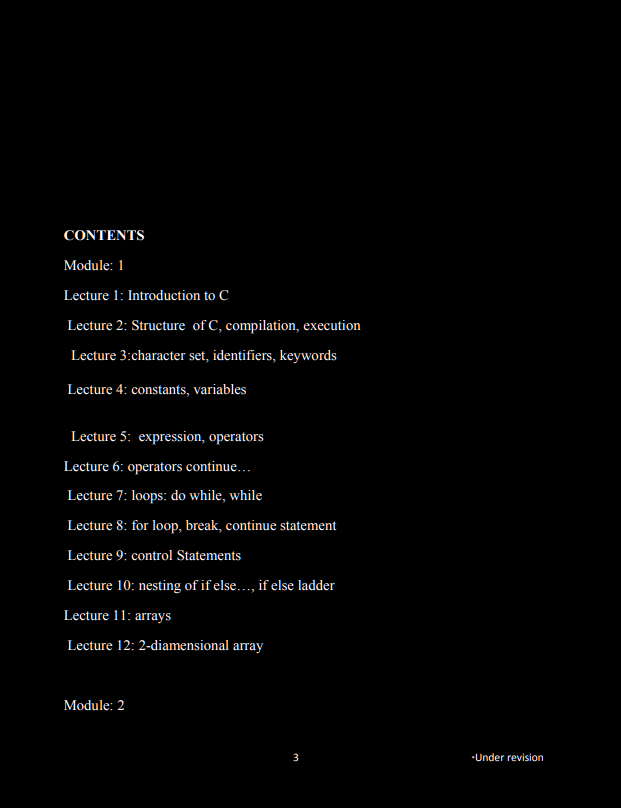 CONTENTS
Module: 1
Lecture 1: Introduction to C
Lecture 2: Structure  of C, compilation, execution
Lecture 3:character set, identifiers, keywords
Lecture 4: constants, variables
Lecture 5:  expression, operators
Lecture 6: operators continue…
Lecture 7: loops: do while, while
Lecture 8: for loop, break, continue statement
Lecture 9: control Statements
Lecture 10: nesting of if else…, if else ladder
Lecture 11: arrays
Lecture 12: 2-diamensional array
Module: 2
3
*Under revision